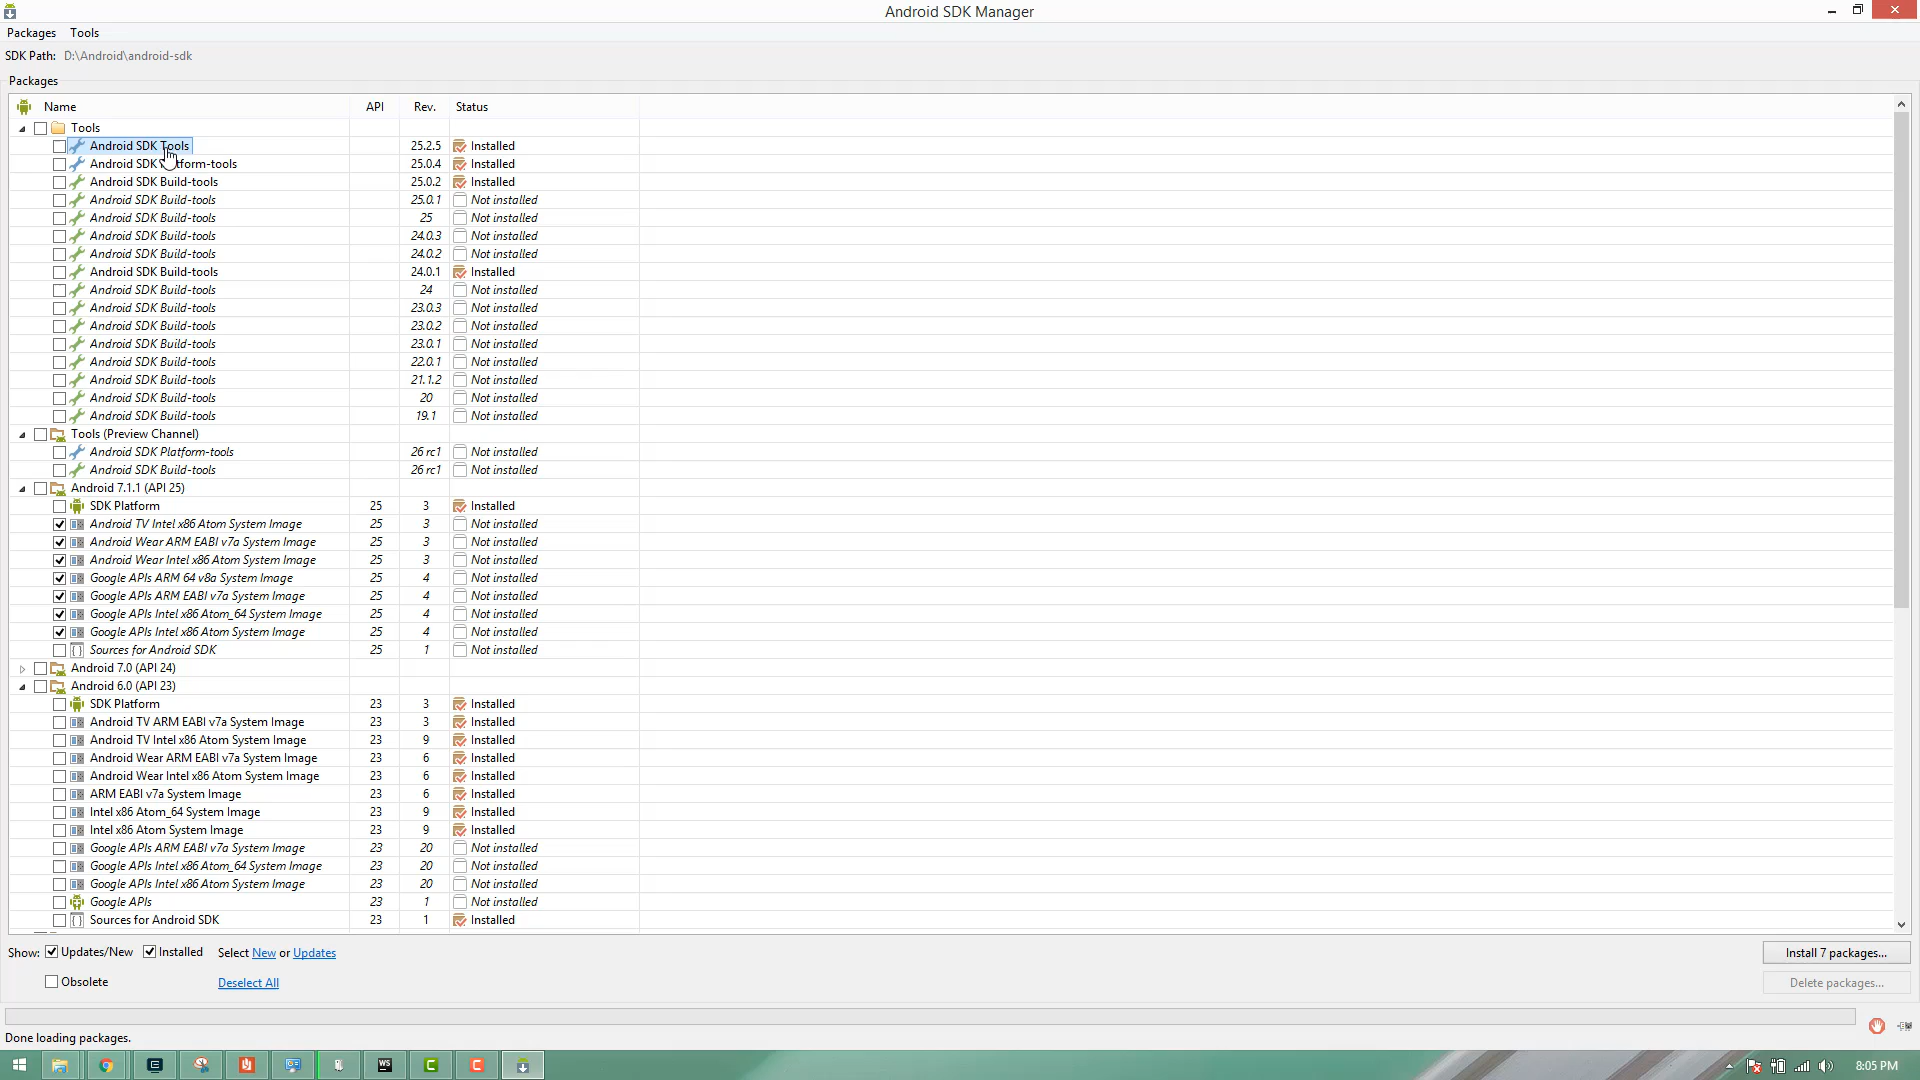 Android SDK Manager
Packages Tools
SDK Path: D:\Android\android-sdk
Packages
Name API Rev. Status
Tools
Android SDK Tools 25.2.5 Installed
Android SDK tform-tools 25.0.4 Installed
Android SDK Build-tools 25.0.2 Installed
Android SDK Build-tools 25.0.1 Not installed
Android SDK Build-tools 25 Not installed
Android SDK Build-tools 24.0.3 Not installed
Android SDK Build-tools 24.0.2 Not installed
Android SDK Build-tools 24.0.1 Installed
Android SDK Build-tools 24 Not installed
Android SDK Build-tools 23.0.3 Not installed
Android SDK Build-tools 23.0.2 Not installed
Android SDK Build-tools 23.0.1 Not installed
Android SDK Build-tools 22.0.1 Not installed
Android SDK Build-tools 21.1.2 Not installed
Android SDK Build-tools 20 Not installed
Android SDK Build-tools 19.1 Not installed
Tools (Preview Channel)
Android SDK Platform-tools 26 rc1 Not installed
Android SDK Build-tools 26 rc1 Not installed
Android 7.1.1 (API 25)
SDK Platform 25 3 Installed
Android TV Intel x86 Atom System Image 25 3 Not installed
Android Wear ARM EABI v7a System Image 25 3 Not installed
Android Wear Intel x86 Atom System Image 25 3 Not installed
Google APIs ARM 64 v8a System Image 25 4 Not installed
Google APIs ARM EABI v7a System Image 25 4 Not installed
Google APIs Intel x86 Atom_64 System Image 25 4 Not installed
Google APIs Intel x86 Atom System Image 25 4 Not installed
Sources for Android SDK 25 1 Not installed
Android 7.0 (API 24)
Android 6.0 (API 23)
SDK Platform 23 3 Installed
Android TV ARM EABI v7a System Image 23 3 Installed
Android TV Intel x86 Atom System Image 23 9 Installed
Android Wear ARM EABI v7a System Image 23 6 Installed
Android Wear Intel x86 Atom System Image 23 6 Installed
ARM EABI v7a System Image 23 6 Installed
Intel x86 Atom_64 System Image 23 9 Installed
Intel x86 Atom System Image 23 9 Installed
Google APIs ARM EABI v7a System Image 23 20 Not installed
Google APIs Intel x86 Atom_64 System Image 23 20 Not installed
Google APIs Intel x86 Atom System Image 23 20 Not installed
Google APIs 23 1 Not installed
Sources for Android SDK 23 1 Installed
Show: Updates/New Installed Select New or Updates Install 7 packages...
Obsolete Deselect All Delete packages...
Done loading packages.
WS C C 8:05 PM